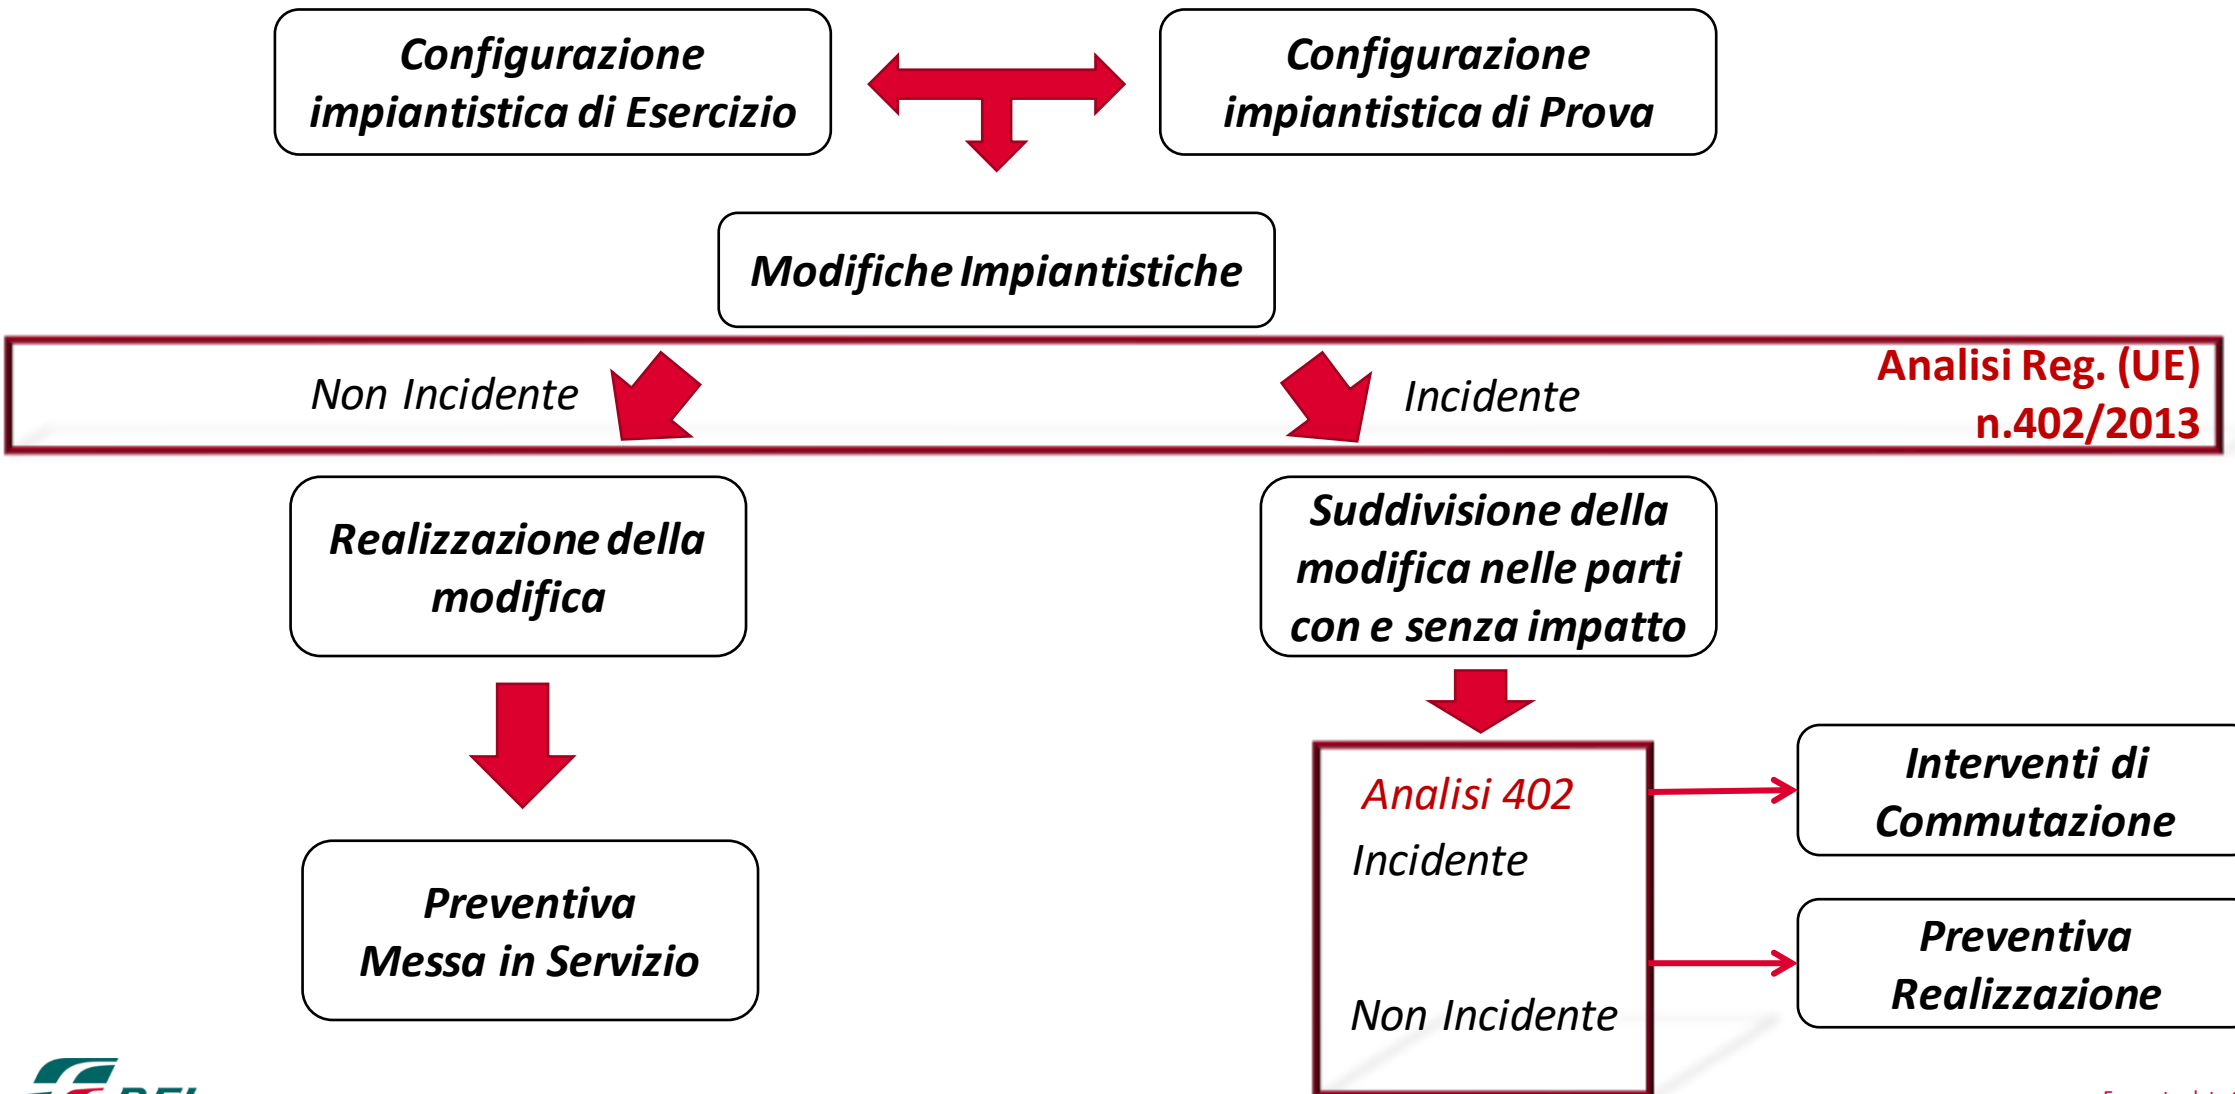 Configurazione
impiantistica di Esercizio
Configurazione
impiantistica di Prova
Modifiche Impiantistiche
Non Incidente
Incidente
Analisi Reg. (UE)
n.402/2013
Realizzazione della
modifica
Suddivisione della
modifica nelle parti
con e senza impatto
Preventiva
Messa in Servizio
Analisi 402
Incidente
Non Incidente
Interventi di
Commutazione
Preventiva
Realizzazione